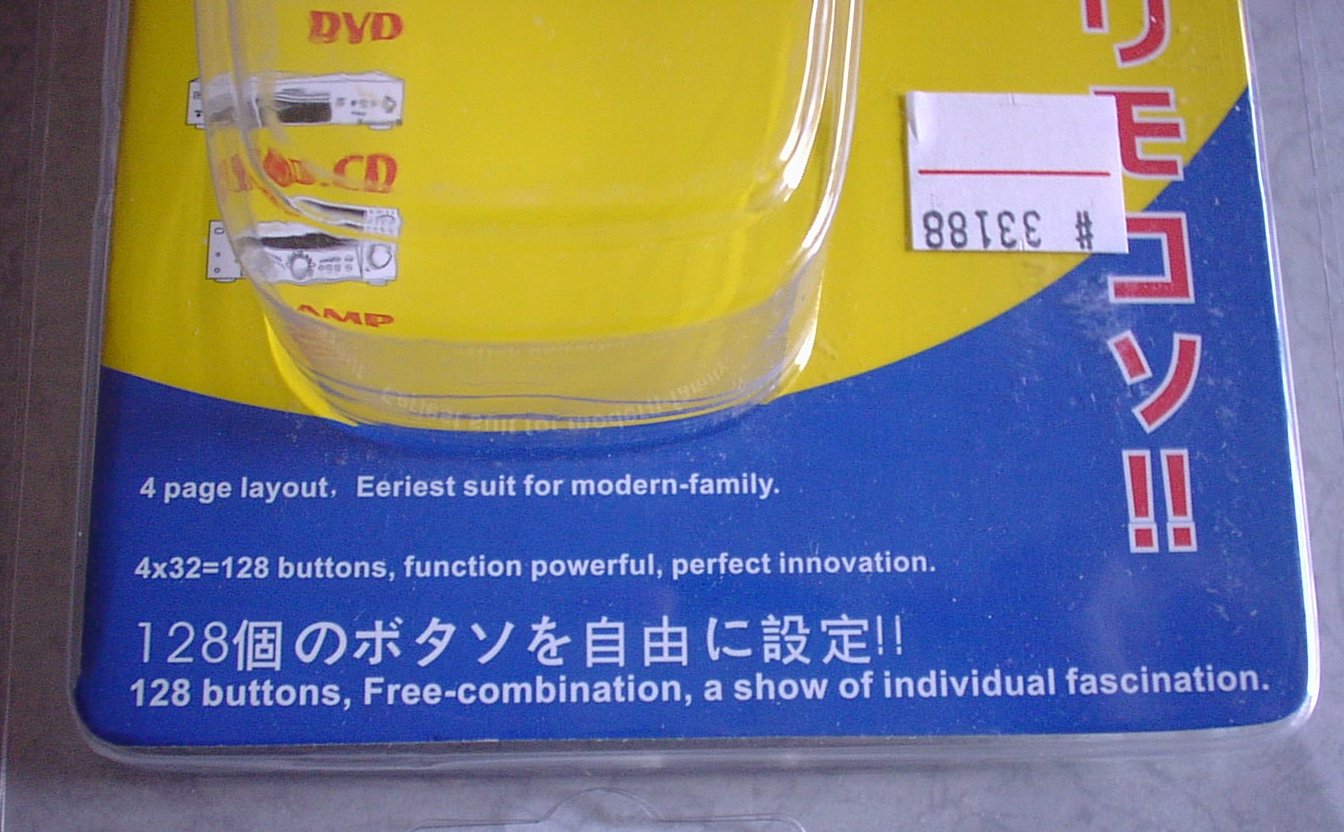 DVD
AMP
リモコソ!!
# 33188
4 page layout, Eeriest suit for modern-family.
4x32=128 buttons, function powerful, perfect innovation.
128個のボタソを自由に設定!!
128 buttons, Free-combination, a show of individual fascination.